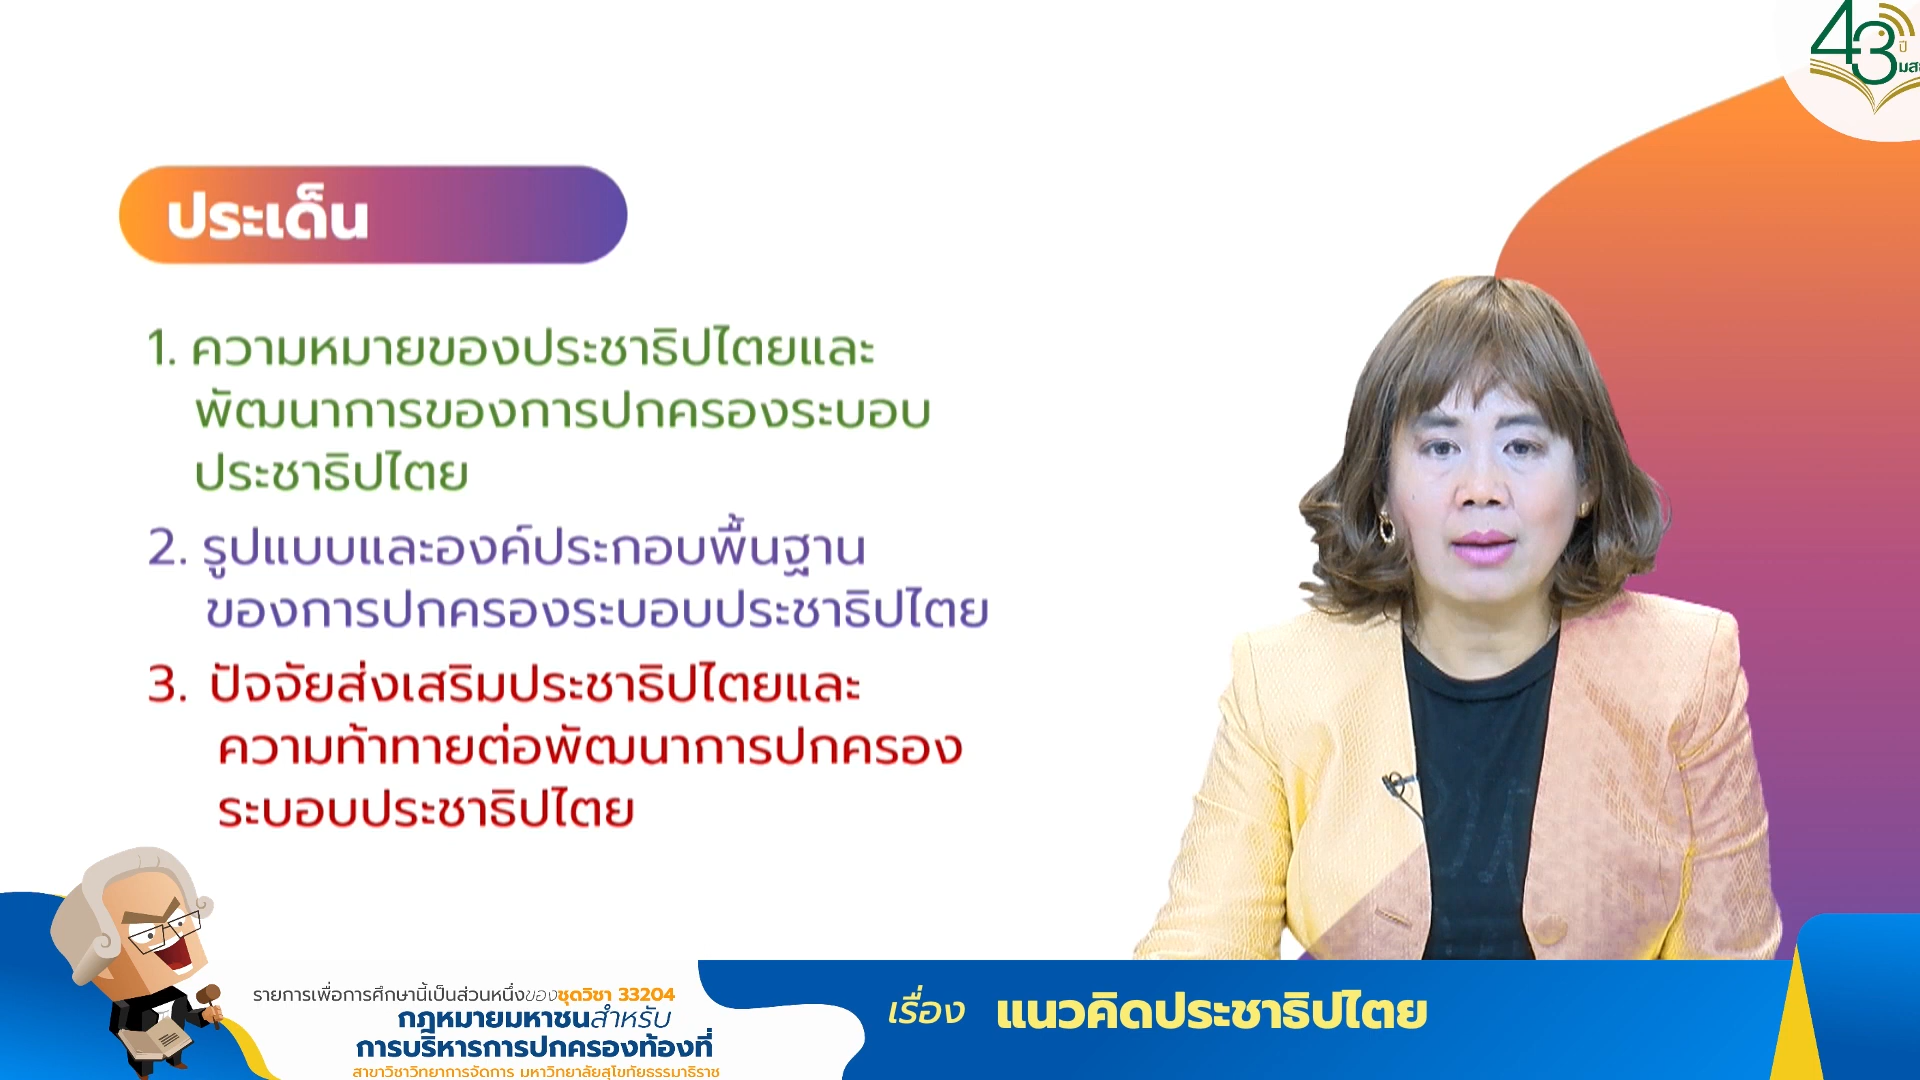 43
ปี
ประเด็น
1. ความหมายของประชาธิปไตยและ
พัฒนาการของการปกครองระบอบ
ประชาธิปไตย
2. รูปแบบและองค์ประกอบพื้นฐาน
ของการปกครองระบอบประชาธิปไตย
3. ปัจจัยส่งเสริมประชาธิปไตยและ
ความท้าทายต่อพัฒนาการปกครอง
ระบอบประชาธิปไตย
รายการเพื่อการศึกษานี้เป็นส่วนหนึ่งของชุดวิชา 33204
กฎหมายมหาชนสำหรับ
การบริหารการปกครองท้องที่
สาขาวิชาวิทยาการจัดการ มหาวิทยาลัยสุโขทัยธรรมาธิราช
เรื่อง แนวคิดประชาธิปไตย